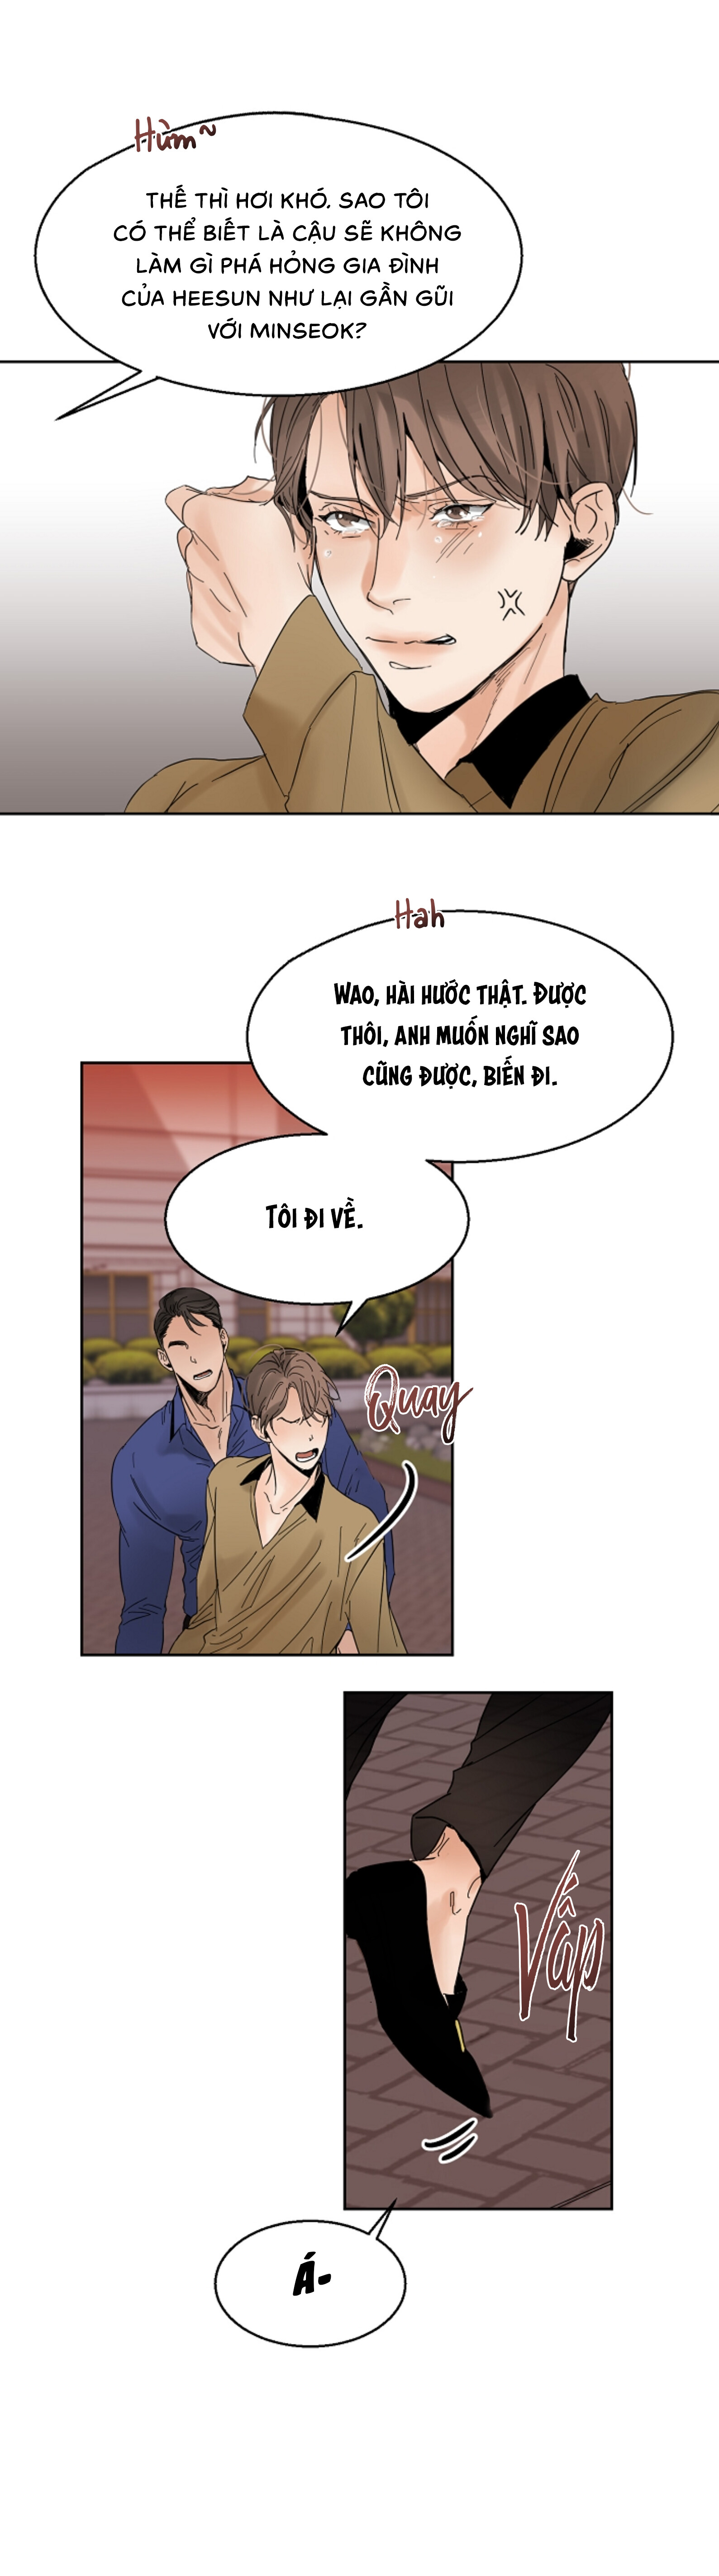 Hừm~
THẾ THÌ HƠI KHÓ. SAO TÔI
CÓ THỂ BIẾT LÀ CẬU SẼ KHÔNG
LÀM GÌ PHÁ HỎNG GIA ĐÌNH
CỦA HEESUN NHƯ LẠI GẦN GŨI
VỚI MINSEOK?
Hah
WAO, HÀI HƯỚC THẬT. ĐƯỢC
THÔI, ANH MUỐN NGHĨ SAO
CŨNG ĐƯỢC, BIẾN ĐI.
TÔI ĐI VỀ.
Quay
Vấp
Á-